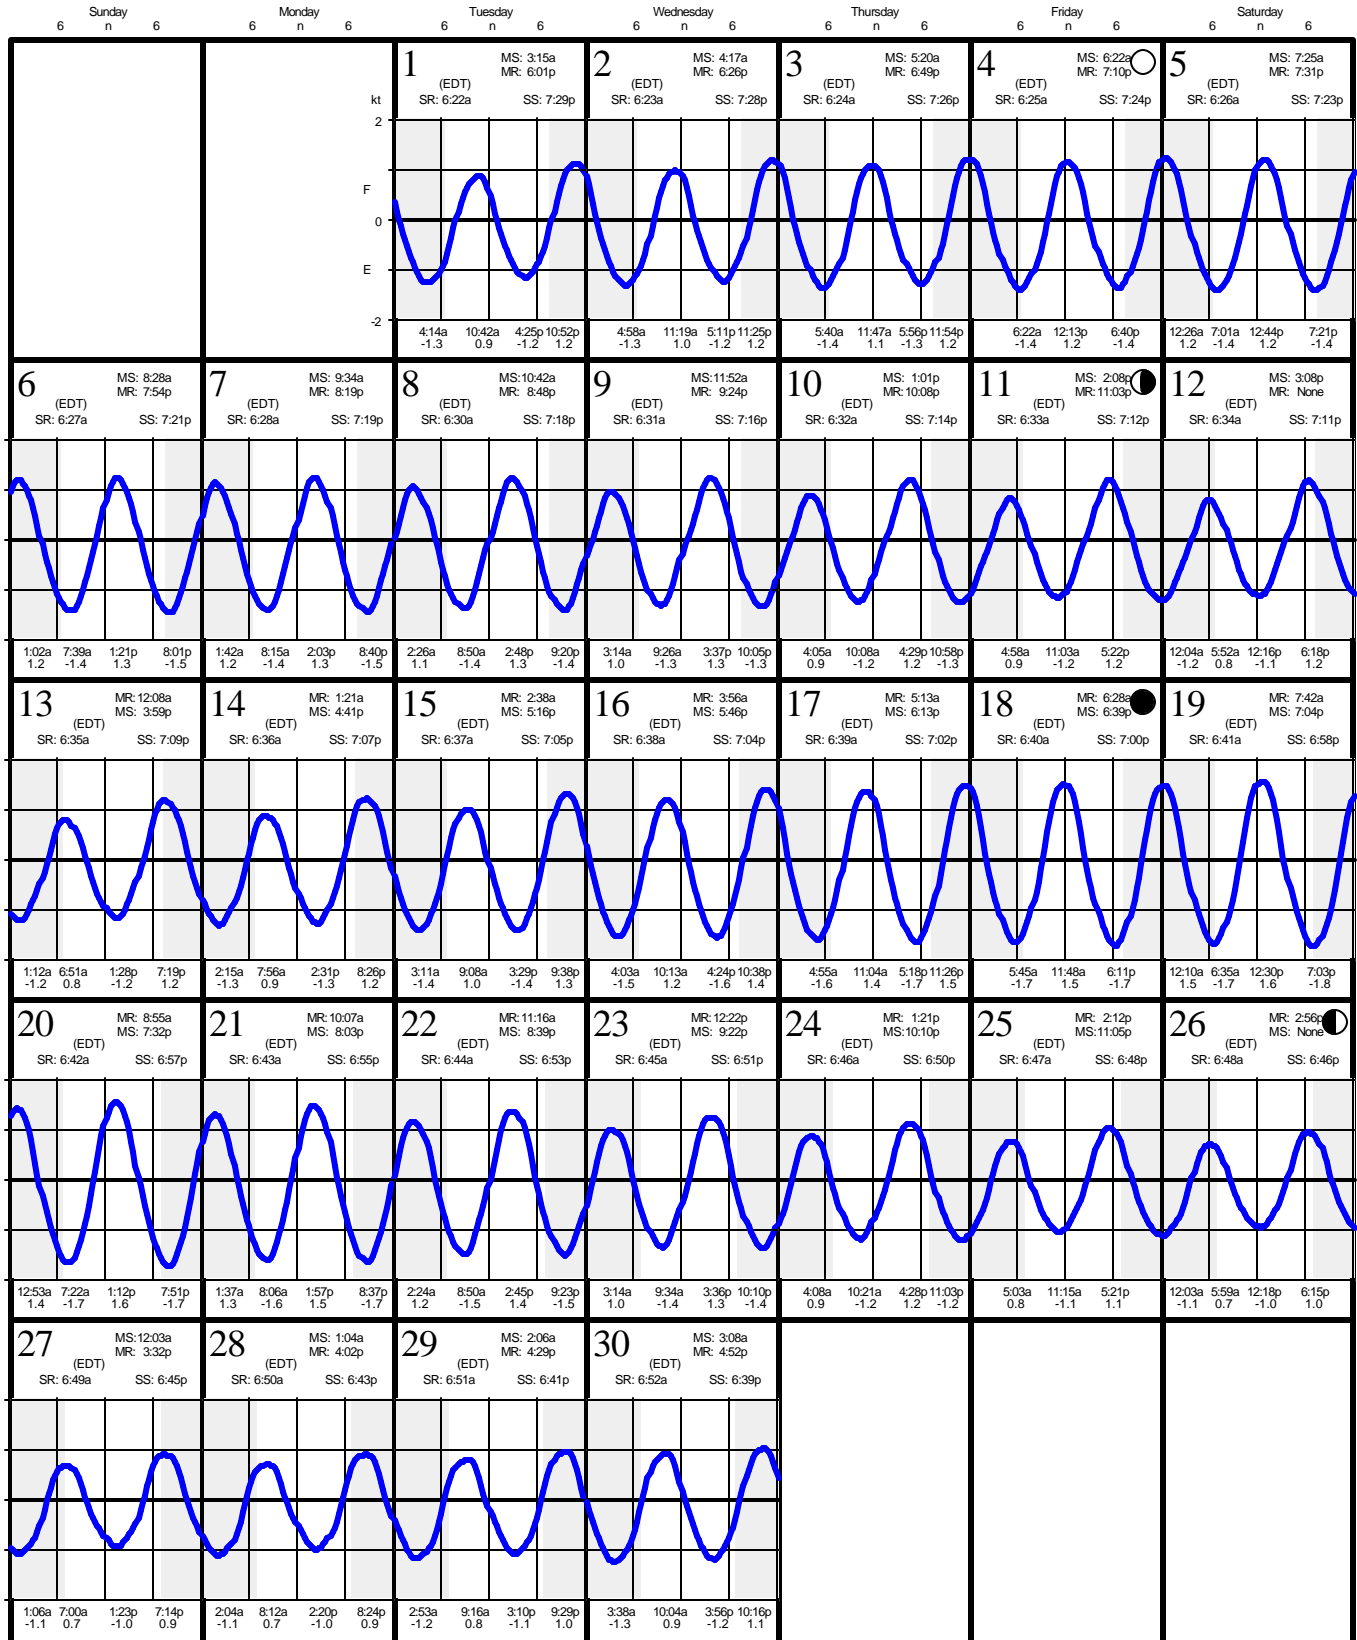 Sunday Monday Tuesday Wednesday Thursday Friday Saturday
6 n 6 6 n 6 6 n 6 6 n 6 6 n 6 6 n 6 6 n 6
1 MS: 3:15a
MR: 6:01p
(EDT)
SR: 6:22a SS: 7:29p
2 MS: 4:17a
MR: 6:26p
(EDT)
SR: 6:23a SS: 7:28p
3 MS: 5:20a
MR: 6:49p
(EDT)
SR: 6:24a SS: 7:26p
4 MS: 6:22a
MR: 7:10p
(EDT)
SR: 6:25a SS: 7:24p
5 MS: 7:25a
MR: 7:31p
(EDT)
SR: 6:26a SS: 7:23p
kt
2
F
0
E
-2
4:14a 10:42a 4:25p 10:52p
-1.3 0.9 -1.2 1.2
4:58a 11:19a 5:11p 11:25p
-1.3 1.0 -1.2 1.2
5:40a 11:47a 5:56p 11:54p
-1.4 1.1 -1.3 1.2
6:22a 12:13p 6:40p
-1.4 1.2 -1.4
12:26a 7:01a 12:44p 7:21p
1.2 -1.4 1.2 -1.4
6 MS: 8:28a
MR: 7:54p
(EDT)
SR: 6:27a SS: 7:21p
7 MS: 9:34a
MR: 8:19p
(EDT)
SR: 6:28a SS: 7:19p
8 MS:10:42a
MR: 8:48p
(EDT)
SR: 6:30a SS: 7:18p
9 MS:11:52a
MR: 9:24p
(EDT)
SR: 6:31a SS: 7:16p
10 MS: 1:01p
MR:10:08p
(EDT)
SR: 6:32a SS: 7:14p
11 MS: 2:08p
MR:11:03p
(EDT)
SR: 6:33a SS: 7:12p
12 MS: 3:08p
MR: None
(EDT)
SR: 6:34a SS: 7:11p
1:02a 7:39a 1:21p 8:01p
1.2 -1.4 1.3 -1.5
1:42a 8:15a 2:03p 8:40p
1.2 -1.4 1.3 -1.5
2:26a 8:50a 2:48p 9:20p
1.1 -1.4 1.3 -1.4
3:14a 9:26a 3:37p 10:05p
1.0 -1.3 1.3 -1.3
4:05a 10:08a 4:29p 10:58p
0.9 -1.2 1.2 -1.3
4:58a 11:03a 5:22p
0.9 -1.2 1.2
12:04a 5:52a 12:16p 6:18p
-1.2 0.8 -1.1 1.2
13 MR:12:08a
MS: 3:59p
(EDT)
SR: 6:35a SS: 7:09p
14 MR: 1:21a
MS: 4:41p
(EDT)
SR: 6:36a SS: 7:07p
15 MR: 2:38a
MS: 5:16p
(EDT)
SR: 6:37a SS: 7:05p
16 MR: 3:56a
MS: 5:46p
(EDT)
SR: 6:38a SS: 7:04p
17 MR: 5:13a
MS: 6:13p
(EDT)
SR: 6:39a SS: 7:02p
18 MR: 6:28a
MS: 6:39p
(EDT)
SR: 6:40a SS: 7:00p
19 MR: 7:42a
MS: 7:04p
(EDT)
SR: 6:41a SS: 6:58p
1:12a 6:51a 1:28p 7:19p
-1.2 0.8 -1.2 1.2
2:15a 7:56a 2:31p 8:26p
-1.3 0.9 -1.3 1.2
3:11a 9:08a 3:29p 9:38p
-1.4 1.0 -1.4 1.3
4:03a 10:13a 4:24p 10:38p
-1.5 1.2 -1.6 1.4
4:55a 11:04a 5:18p 11:26p
-1.6 1.4 -1.7 1.5
5:45a 11:48a 6:11p
-1.7 1.5 -1.7
12:10a 6:35a 12:30p 7:03p
1.5 -1.7 1.6 -1.8
20 MR: 8:55a
MS: 7:32p
(EDT)
SR: 6:42a SS: 6:57p
21 MR:10:07a
MS: 8:03p
(EDT)
SR: 6:43a SS: 6:55p
22 MR:11:16a
MS: 8:39p
(EDT)
SR: 6:44a SS: 6:53p
23 MR:12:22p
MS: 9:22p
(EDT)
SR: 6:45a SS: 6:51p
24 MR: 1:21p
MS:10:10p
(EDT)
SR: 6:46a SS: 6:50p
25 MR: 2:12p
MS:11:05p
(EDT)
SR: 6:47a SS: 6:48p
26 MR: 2:56p
MS: None
(EDT)
SR: 6:48a SS: 6:46p
12:53a 7:22a 1:12p 7:51p
1.4 -1.7 1.6 -1.7
1:37a 8:06a 1:57p 8:37p
1.3 -1.6 1.5 -1.7
2:24a 8:50a 2:45p 9:23p
1.2 -1.5 1.4 -1.5
3:14a 9:34a 3:36p 10:10p
1.0 -1.4 1.3 -1.4
4:08a 10:21a 4:28p 11:03p
0.9 -1.2 1.2 -1.2
5:03a 11:15a 5:21p
0.8 -1.1 1.1
12:03a 5:59a 12:18p 6:15p
-1.1 0.7 -1.0 1.0
27 MS:12:03a
MR: 3:32p
(EDT)
SR: 6:49a SS: 6:45p
28 MS: 1:04a
MR: 4:02p
(EDT)
SR: 6:50a SS: 6:43p
29 MS: 2:06a
MR: 4:29p
(EDT)
SR: 6:51a SS: 6:41p
30 MS: 3:08a
MR: 4:52p
(EDT)
SR: 6:52a SS: 6:39p
1:06a 7:00a 1:23p 7:14p
-1.1 0.7 -1.0 0.9
2:04a 8:12a 2:20p 8:24p
-1.1 0.7 -1.0 0.9
2:53a 9:16a 3:10p 9:29p
-1.2 0.8 -1.1 1.0
3:38a 10:04a 3:56p 10:16p
-1.3 0.9 -1.2 1.1